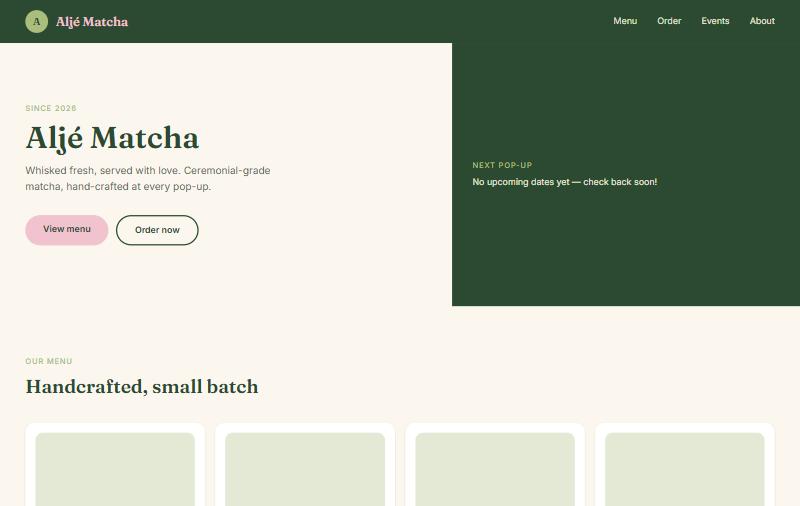 A
Aljé Matcha
Menu
Order
Events
About
SINCE 2026
Aljé Matcha
Whisked fresh, served with love. Ceremonial-grade
matcha, hand-crafted at every pop-up.
View menu
Order now
NEXT POP-UP
No upcoming dates yet — check back soon!
OUR MENU
Handcrafted, small batch